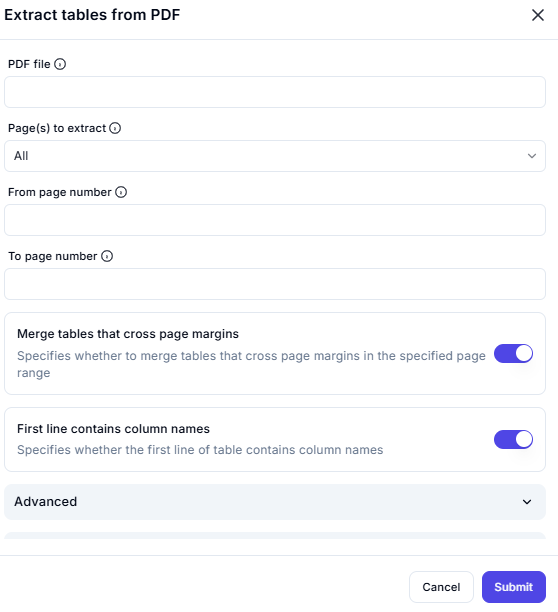 Extract tables from PDF
PDF file
Page(s) to extract
All
From page number
To page number
Merge tables that cross page margins
Specifies whether to merge tables that cross page margins in the specified page
range
First line contains column names
Specifies whether the first line of table contains column names
Advanced
Cancel
Submit